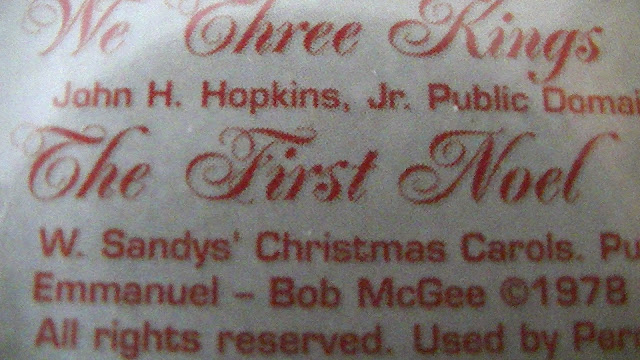 We Three Kings
John H. Hopkins, Jr. Public Domai
The First Noel
W. Sandys' Christmas Carols. Pu
Emmanuel – Bob McGee ©1978
All rights reserved. Used by Per